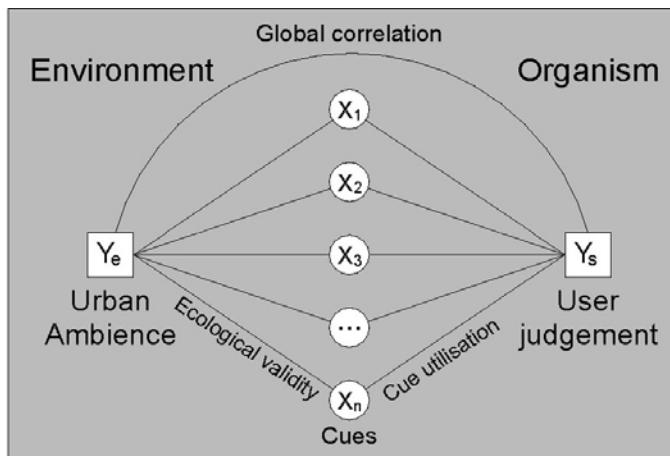 Global correlation
Environment
Organism
X₁
X₂
Yₑ
X₃
Yₛ
Urban
Ambience
User
judgement
...
Ecological validity
Cue utilisation
Xₙ
Cues